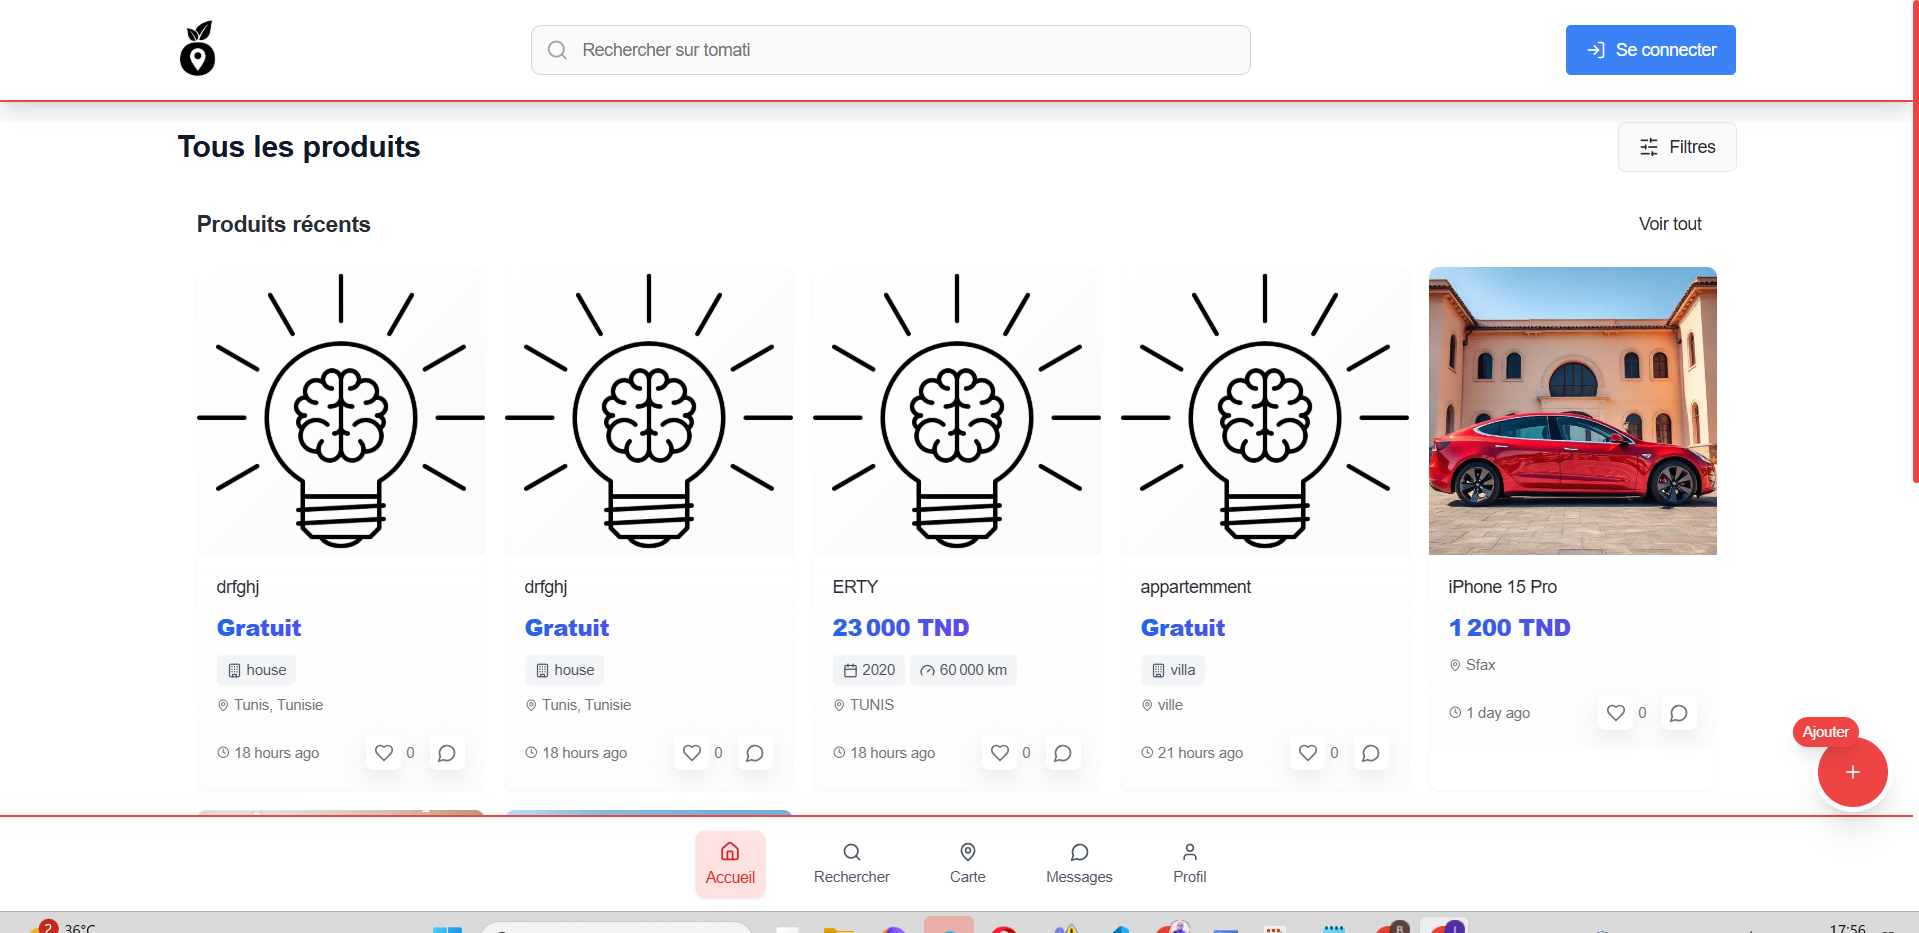 Rechercher sur tomati
Se connecter
Tous les produits
Filtres
Produits récents
Voir tout
drfghj
Gratuit
house
Tunis, Tunisie
18 hours ago
0
drfghj
Gratuit
house
Tunis, Tunisie
18 hours ago
0
ERTY
23 000 TND
2020
60 000 km
TUNIS
18 hours ago
0
appartemment
Gratuit
villa
ville
21 hours ago
0
iPhone 15 Pro
1 200 TND
Sfax
1 day ago
0
Ajouter
Accueil
Rechercher
Carte
Messages
Profil
2
36°C
17:56